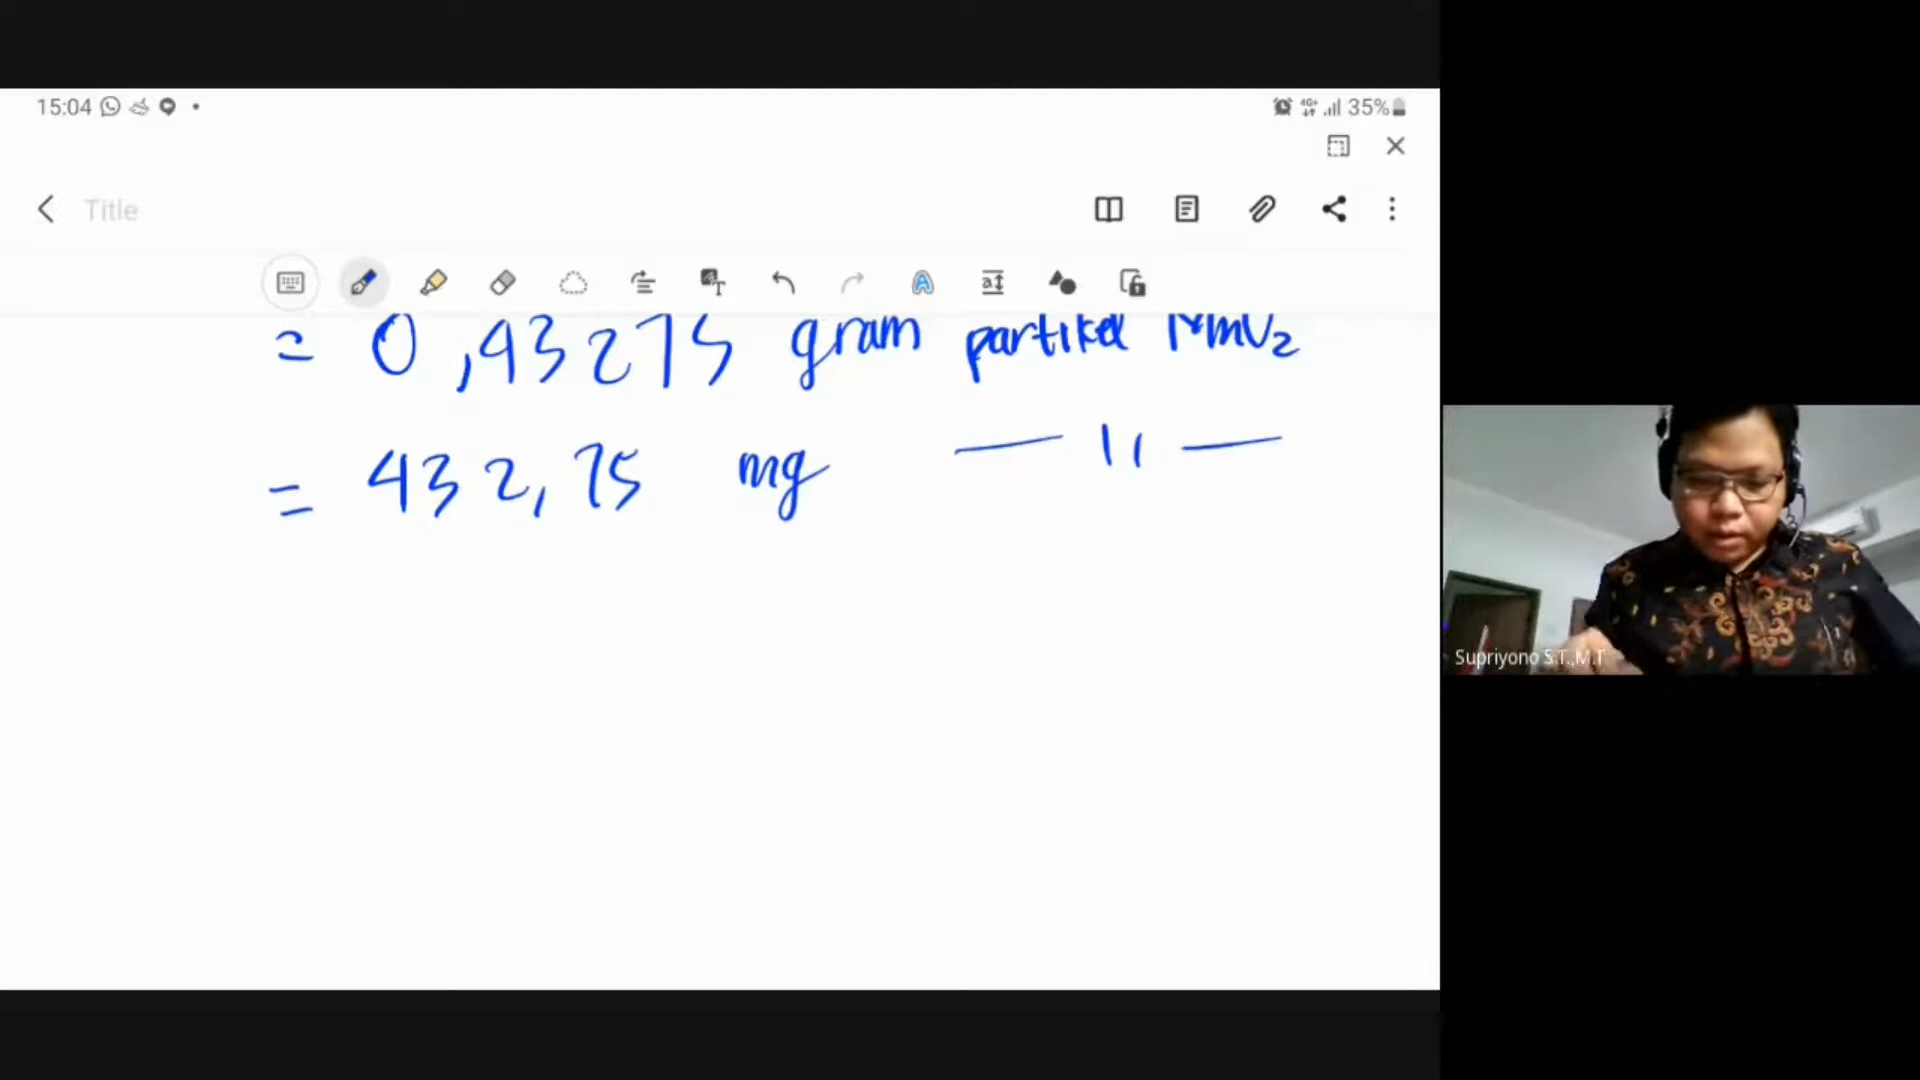 15:04
35%
Title
= 0,43275 gram partikel MnO2
= 432,75 mg — 11 —
Supriyono S.T.,M.T